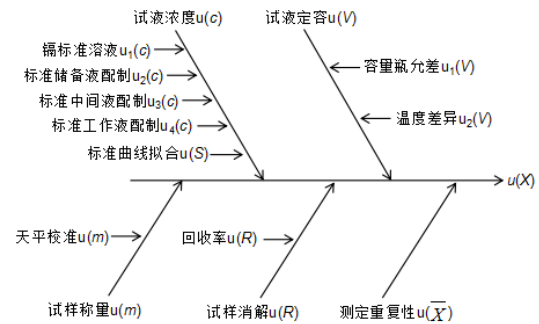 试液浓度u(c)
试液定容u(V)
镉标准溶液u₁(c)
标准储备液配制u₂(c)
标准中间液配制u₃(c)
标准工作液配制u₄(c)
标准曲线拟合u(S)
容量瓶允差u₁(V)
温度差异u₂(V)
u(X)
天平校准u(m)
回收率u(R)
试样称量u(m)
试样消解u(R)
测定重复性u(X̅)